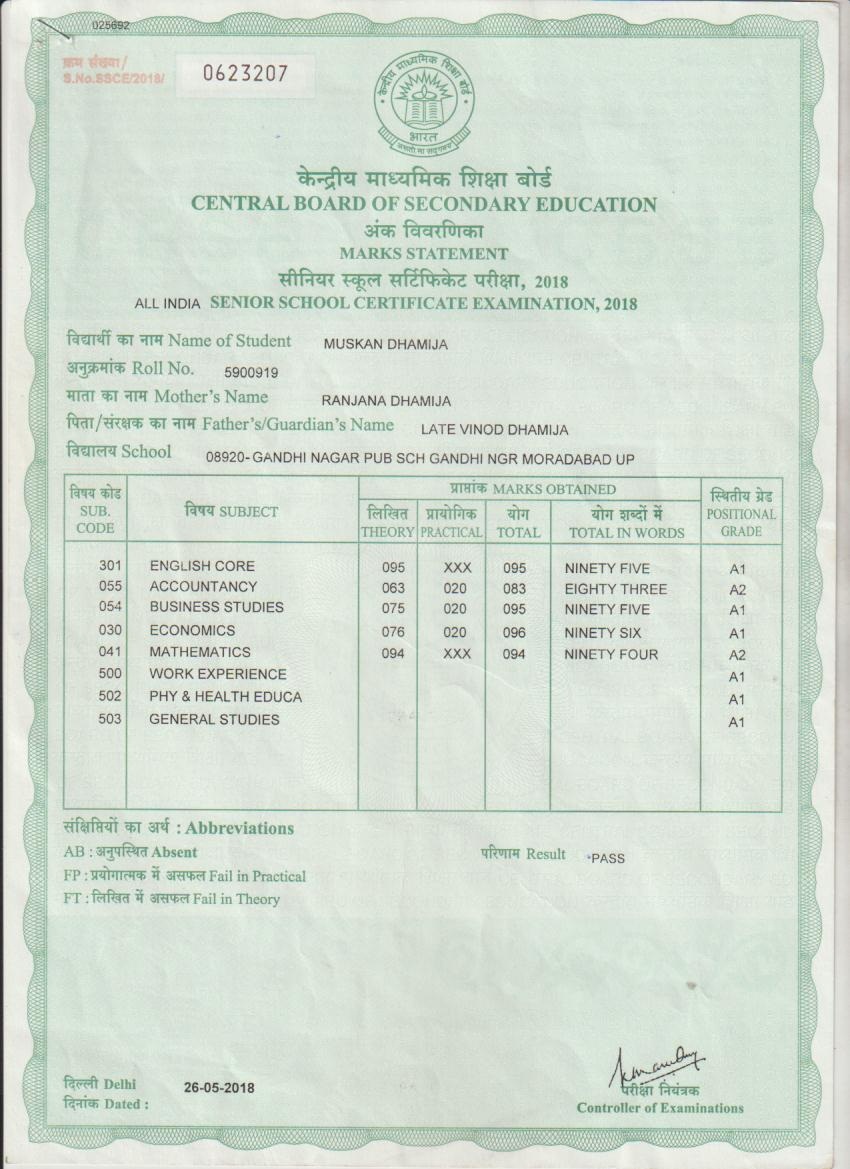 025692
क्रम संख्या/
S.No.SSCE/2018/ 0623207
केन्द्रीय माध्यमिक शिक्षा बोर्ड
भारत
असतो मा सद्गमय
केन्द्रीय माध्यमिक शिक्षा बोर्ड
CENTRAL BOARD OF SECONDARY EDUCATION
अंक विवरणिका
MARKS STATEMENT
सीनियर स्कूल सर्टिफिकेट परीक्षा, 2018
ALL INDIA SENIOR SCHOOL CERTIFICATE EXAMINATION, 2018
विद्यार्थी का नाम Name of Student MUSKAN DHAMIJA
अनुक्रमांक Roll No. 5900919
माता का नाम Mother's Name RANJANA DHAMIJA
पिता/संरक्षक का नाम Father's/Guardian's Name LATE VINOD DHAMIJA
विद्यालय School 08920- GANDHI NAGAR PUB SCH GANDHI NGR MORADABAD UP
विषय कोड SUB. CODE विषय SUBJECT प्राप्तांक MARKS OBTAINED स्थितीय ग्रेड POSITIONAL GRADE
लिखित THEORY प्रायोगिक PRACTICAL योग TOTAL योग शब्दों में TOTAL IN WORDS
301 ENGLISH CORE 095 XXX 095 NINETY FIVE A1
055 ACCOUNTANCY 063 020 083 EIGHTY THREE A2
054 BUSINESS STUDIES 075 020 095 NINETY FIVE A1
030 ECONOMICS 076 020 096 NINETY SIX A1
041 MATHEMATICS 094 XXX 094 NINETY FOUR A2
500 WORK EXPERIENCE A1
502 PHY & HEALTH EDUCA A1
503 GENERAL STUDIES A1
संक्षिप्तियों का अर्थ : Abbreviations
AB : अनुपस्थित Absent परिणाम Result PASS
FP : प्रयोगात्मक में असफल Fail in Practical
FT : लिखित में असफल Fail in Theory
दिल्ली Delhi
दिनांक Dated : 26-05-2018
परीक्षा नियंत्रक
Controller of Examinations